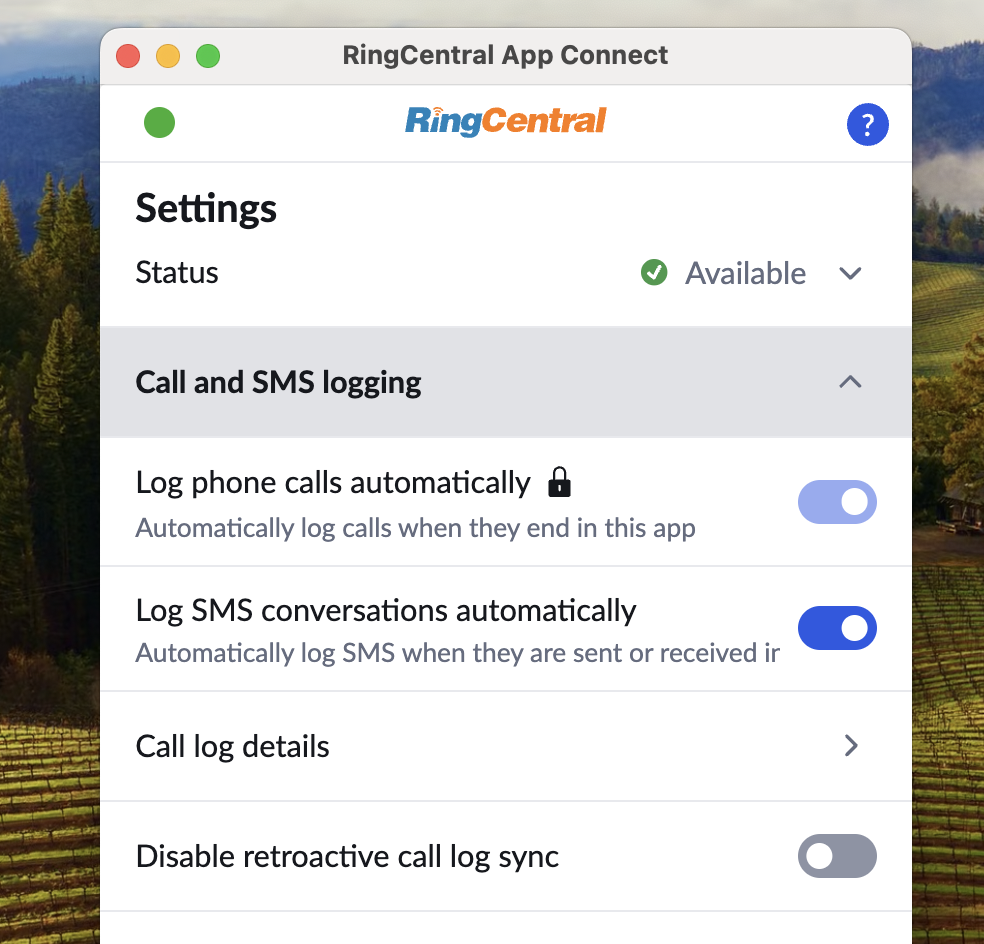 RingCentral App Connect
RingCentral
?
Settings
Status
Available
Call and SMS logging
Log phone calls automatically
Automatically log calls when they end in this app
Log SMS conversations automatically
Automatically log SMS when they are sent or received ir
Call log details
Disable retroactive call log sync